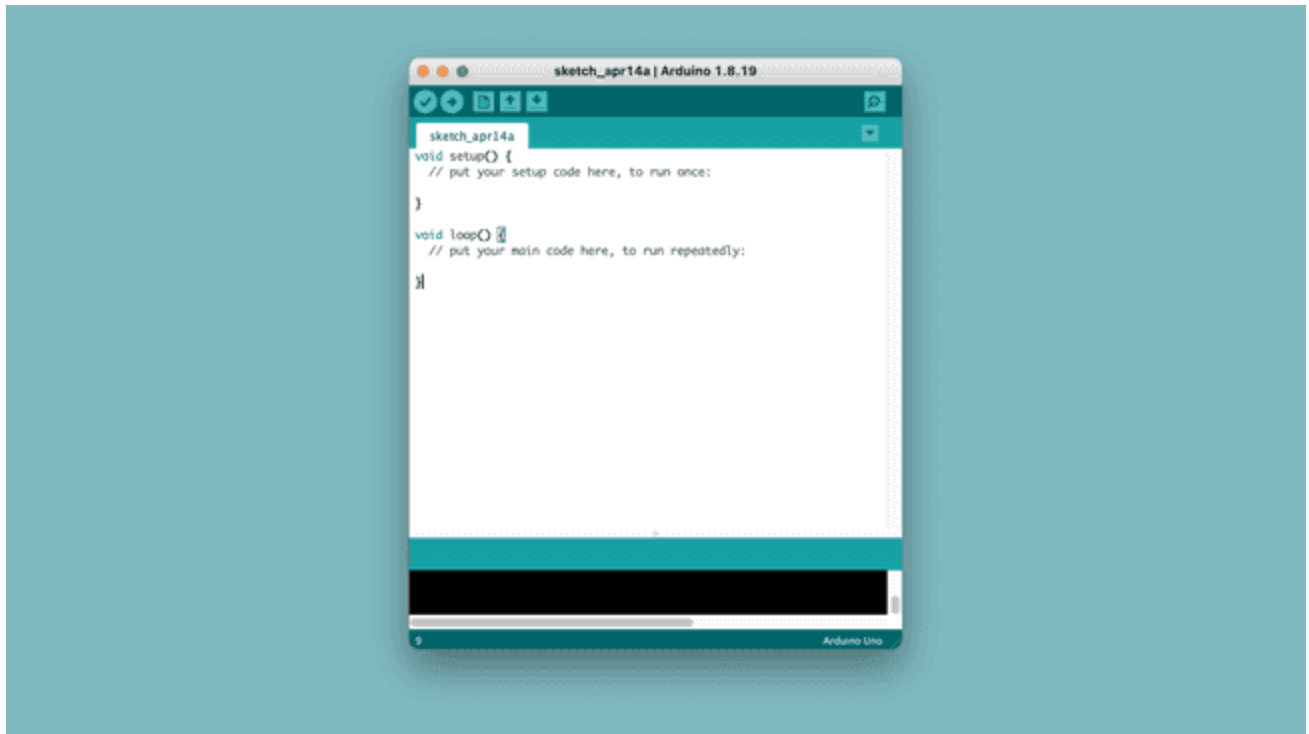 sketch_apr14a | Arduino 1.8.19
sketch_apr14a
void setup() {
  // put your setup code here, to run once:
}
void loop() {
  // put your main code here, to run repeatedly:
}
9
Arduino Uno